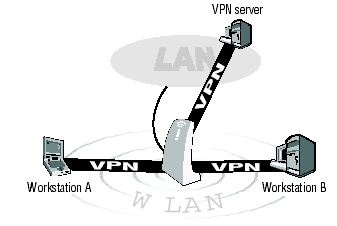 VPN server
LAN
VPN
VPN
VPN
Workstation A
Workstation B
W LAN